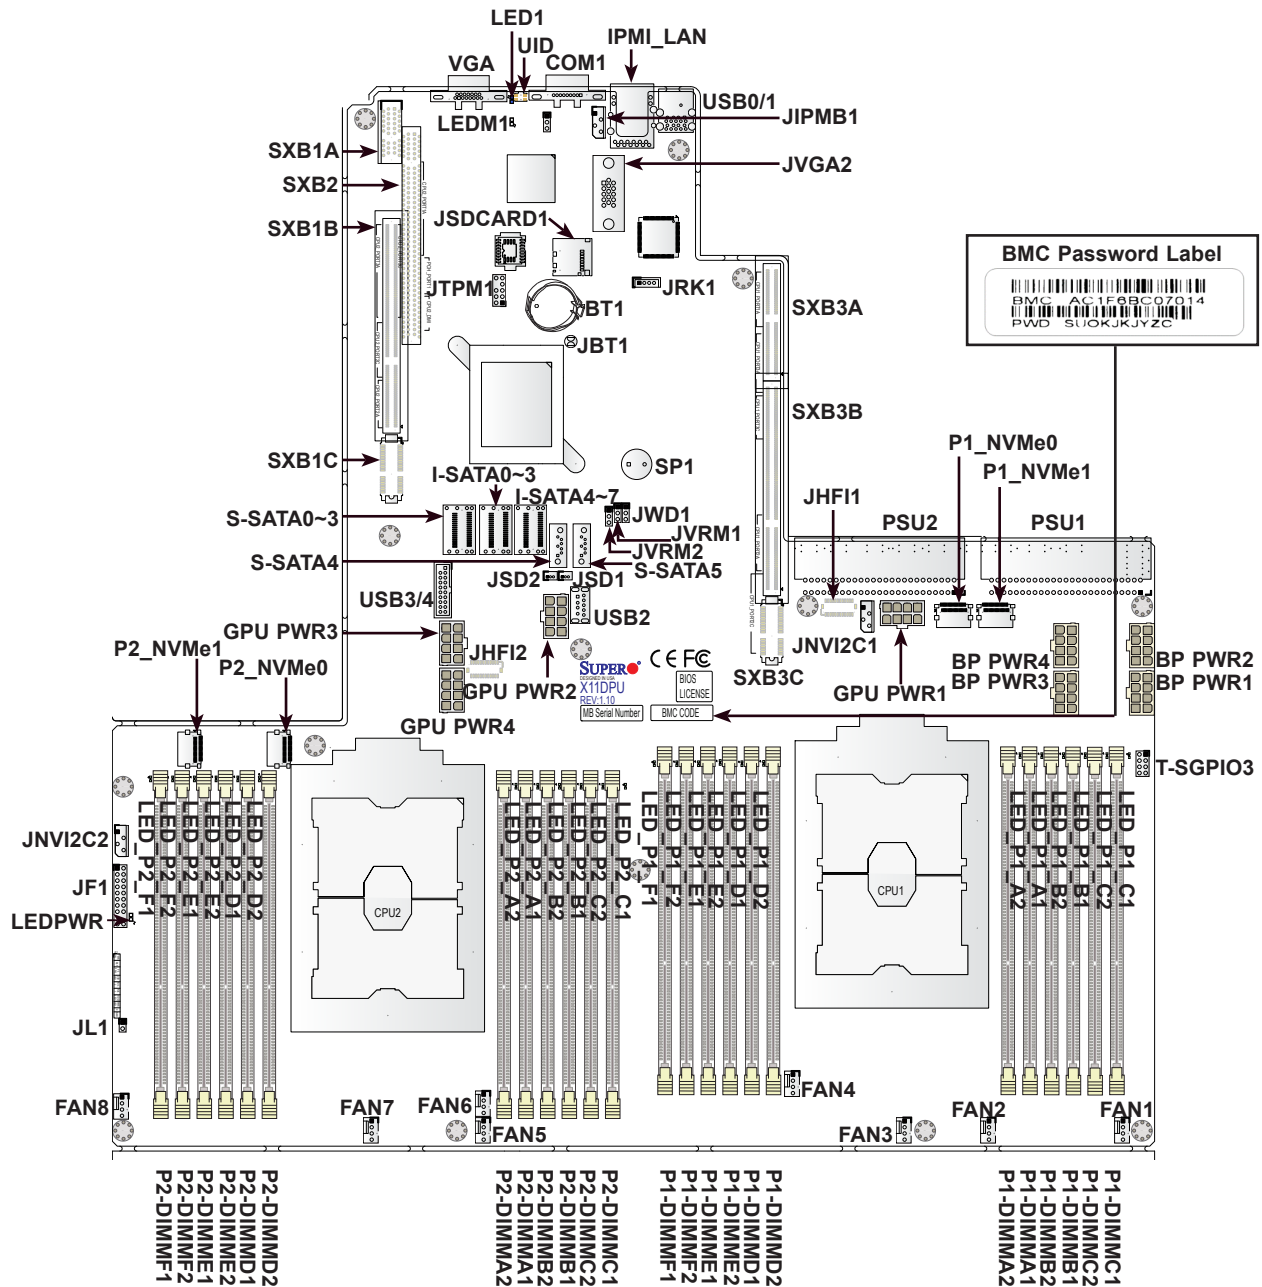 LED1
UID
IPMI_LAN
VGA
COM1
USB0/1
LEDM1
JIPMB1
SXB1A
JVGA2
SXB2
JSDCARD1
SXB1B
BMC Password Label
BMC AC1F6BC07014
PWD SUOKJKJYZC
JTPM1
JRK1
BT1
SXB3A
JBT1
SXB3B
P1_NVMe0
SXB1C
SP1
P1_NVMe1
I-SATA0~3
JHFI1
I-SATA4~7
S-SATA0~3
JWD1
PSU2
PSU1
JVRM1
JVRM2
S-SATA4
S-SATA5
JSD2
JSD1
USB3/4
USB2
GPU PWR3
JNVI2C1
P2_NVMe1
JHFI2
BP PWR4
BP PWR2
P2_NVMe0
SUPER
DESIGNED IN USA
CE FC
SXB3C
BP PWR3
BP PWR1
GPU PWR2
X11DPU
BIOS
LICENSE
GPU PWR1
REV:1.10
GPU PWR4
MB Serial Number
BMC CODE
T-SGPIO3
LED_P2_F1
LED_P2_F2
LED_P2_E1
LED_P2_E2
LED_P2_D1
LED_P2_D2
LED_P2_A2
LED_P2_A1
LED_P2_B2
LED_P2_B1
LED_P2_C2
LED_P2_C1
LED_P1_F1
LED_P1_F2
LED_P1_E1
LED_P1_E2
LED_P1_D1
LED_P1_D2
LED_P1_A2
LED_P1_A1
LED_P1_B2
LED_P1_B1
LED_P1_C2
LED_P1_C1
JNVI2C2
JF1
LEDPWR
CPU2
CPU1
JL1
FAN8
FAN7
FAN6
FAN5
FAN4
FAN3
FAN2
FAN1
P2-DIMMF1
P2-DIMMF2
P2-DIMME1
P2-DIMME2
P2-DIMMD1
P2-DIMMD2
P2-DIMMA2
P2-DIMMA1
P2-DIMMB2
P2-DIMMB1
P2-DIMMC2
P2-DIMMC1
P1-DIMMF1
P1-DIMMF2
P1-DIMME1
P1-DIMME2
P1-DIMMD1
P1-DIMMD2
P1-DIMMA2
P1-DIMMA1
P1-DIMMB2
P1-DIMMB1
P1-DIMMC2
P1-DIMMC1